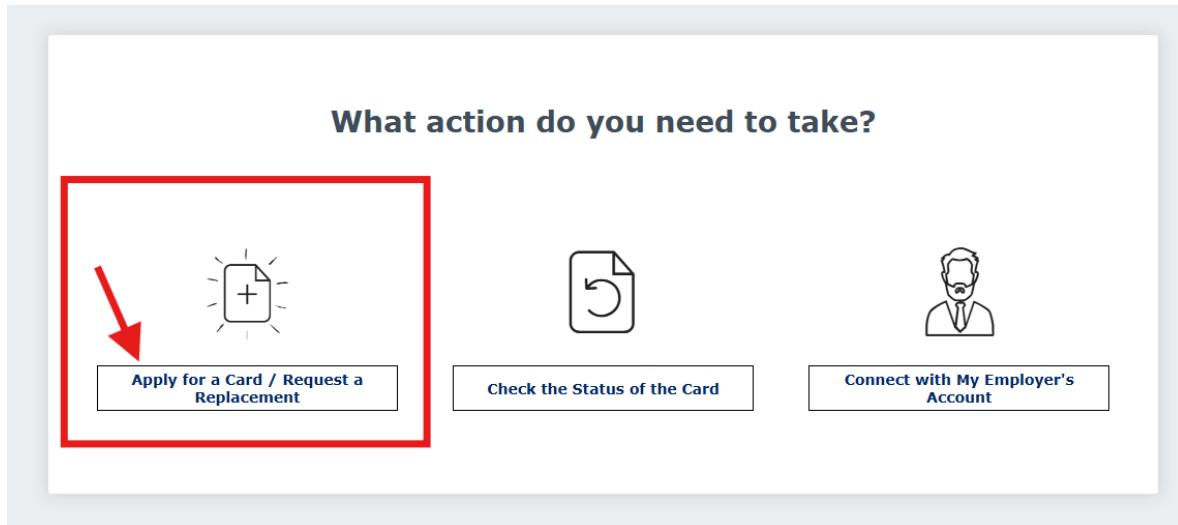 What action do you need to take?
Apply for a Card / Request a
Replacement
Check the Status of the Card
Connect with My Employer's
Account